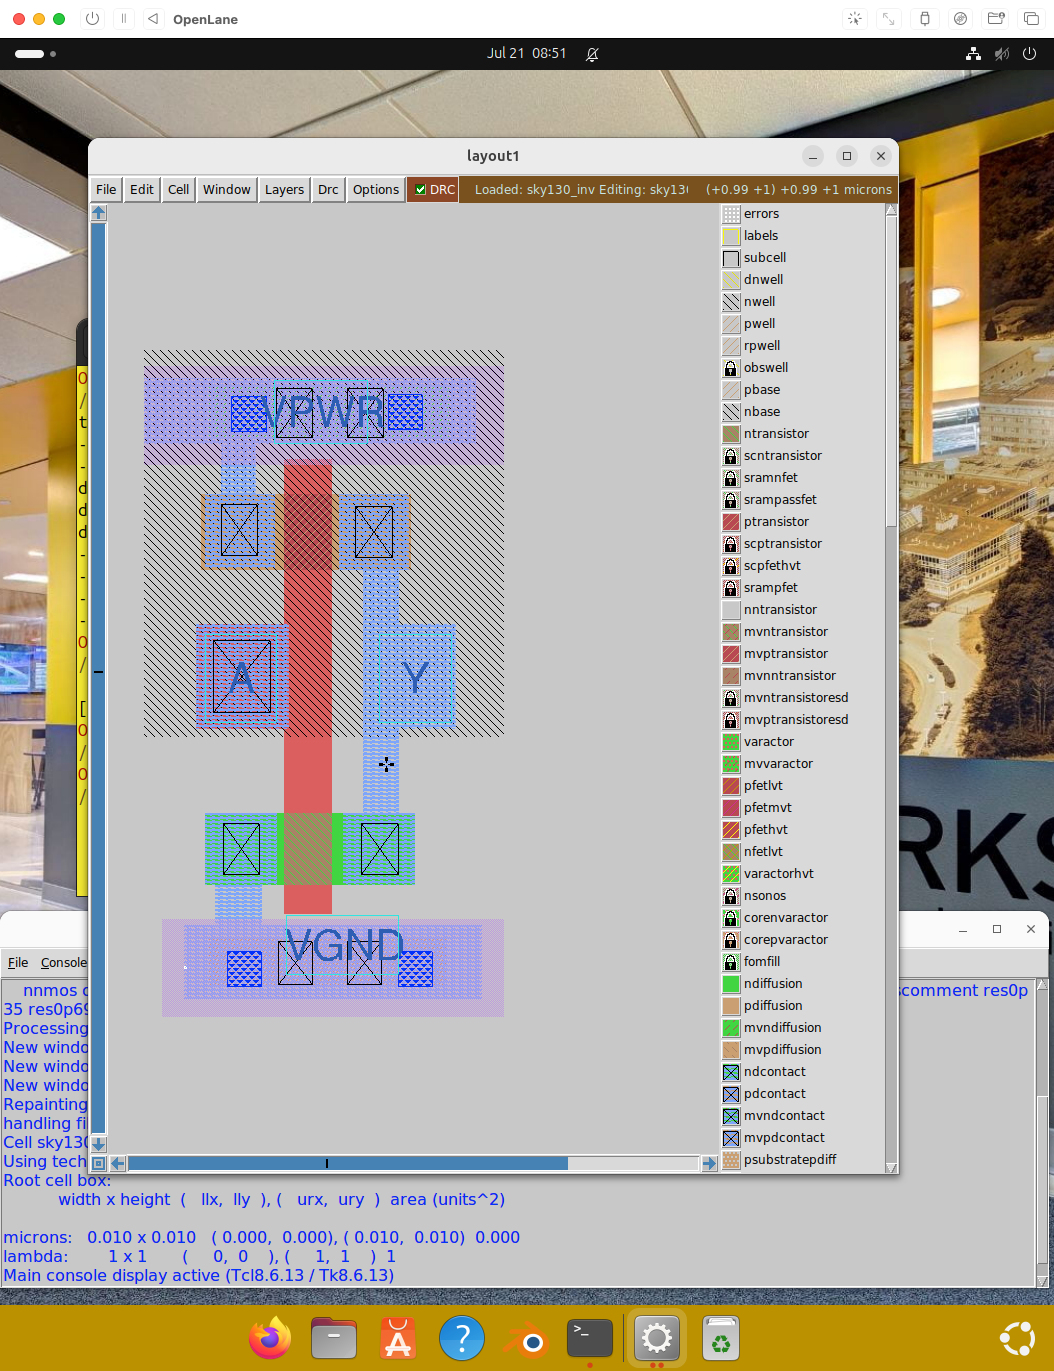 OpenLane
Jul 21 08:51
layout1
File Edit Cell Window Layers Drc Options DRC Loaded: sky130_inv Editing: sky130 (+0.99 +1) +0.99 +1 microns
errors
labels
subcell
dnwell
nwell
pwell
rpwell
obswell
pbase
nbase
ntransistor
scntransistor
sramnfet
srampassfet
ptransistor
scptransistor
scpfethvt
srampfet
nntransistor
mvntransistor
mvptransistor
mvnntransistor
mvntransistoresd
mvptransistoresd
varactor
mvvaractor
pfetlvt
pfetmvt
pfethvt
nfetlvt
varactorhvt
nsonos
corenvaractor
corepvaractor
fomfill
ndiffusion
pdiffusion
mvndiffusion
mvpdiffusion
ndcontact
pdcontact
mvndcontact
mvpdcontact
psubstratepdiff
VPWR
A
Y
VGND
RKS
File Console
nnmos scomment res0p
35 res0p69
Processing
New windo
New windo
New windo
Repainting
handling fi
Cell sky130
Using tech
Root cell box:
width x height ( llx, lly ), ( urx, ury ) area (units^2)
microns: 0.010 x 0.010 ( 0.000, 0.000), ( 0.010, 0.010) 0.000
lambda: 1 x 1 ( 0, 0 ), ( 1, 1 ) 1
Main console display active (Tcl8.6.13 / Tk8.6.13)